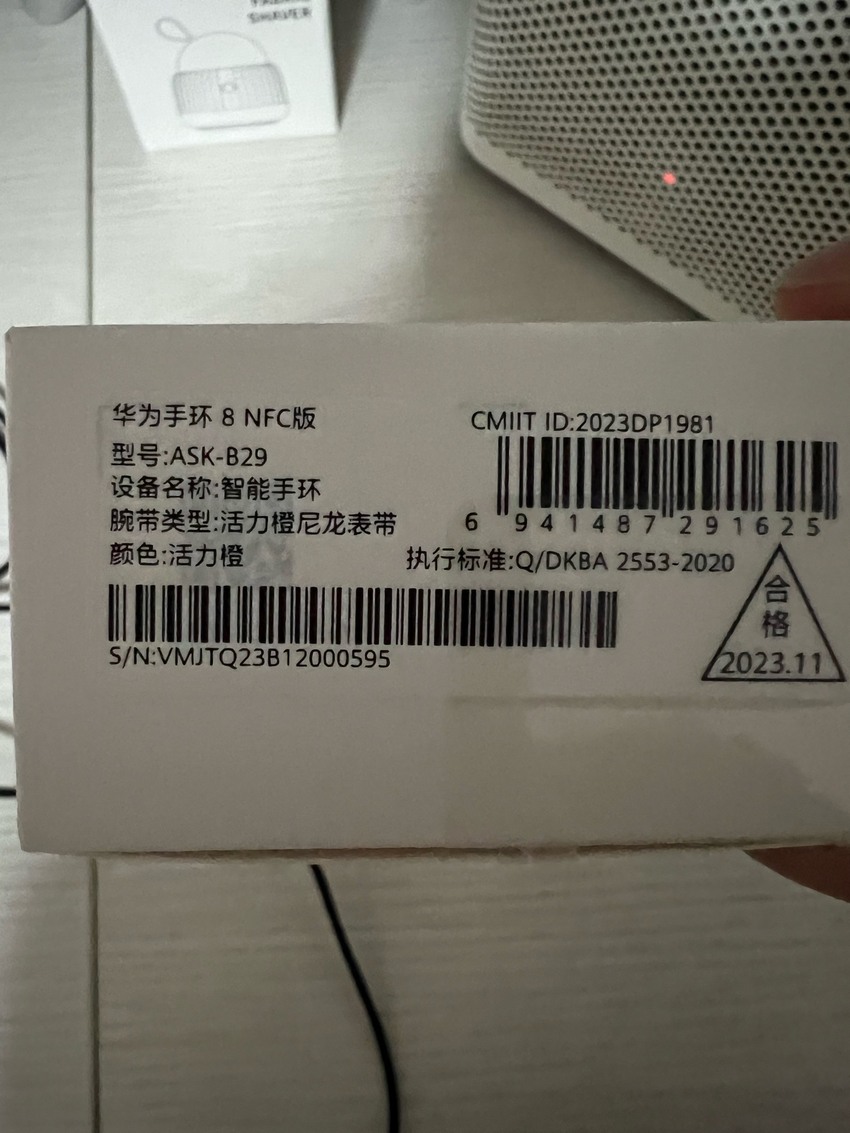 SHAVER
华为手环 8 NFC版
型号:ASK-B29
设备名称:智能手环
腕带类型:活力橙尼龙表带
颜色:活力橙
CMIIT ID:2023DP1981
6 941487 291625
执行标准:Q/DKBA 2553-2020
S/N:VMJTQ23B12000595
合
格
2023.11